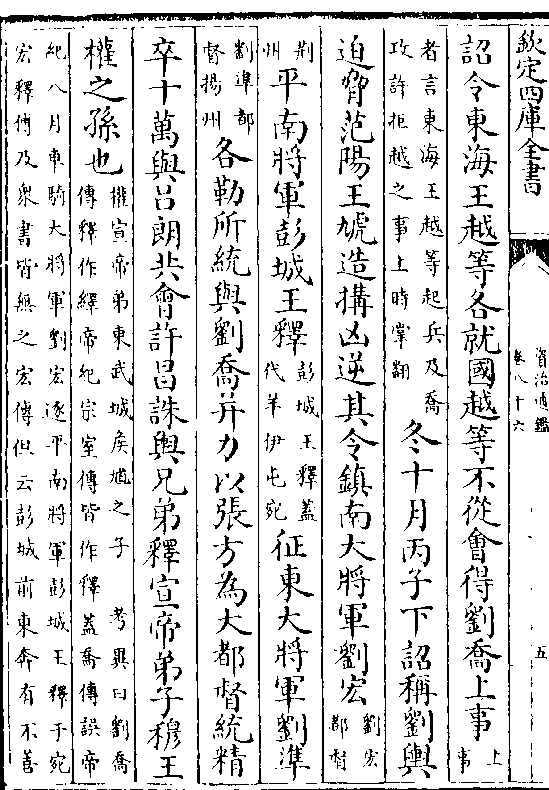 欽定四庫全書
資治通鑑
卷八十六
五
詔令東海王越等各就國越等不從會得劉喬上事
上
事
者言東海王越等起兵及喬
攻許拒越之事上時掌翻
冬十月丙子下詔稱劉輿
迫脅范陽王虓造搆凶逆其令鎮南大將軍劉宏
劉宏
都督
荆
州
平南將軍彭城王釋
彭城王釋蓋
代羊伊屯宛
征東大將軍劉準
劉準都
督揚州
各勒所統與劉喬并力以張方為大都督統精
卒十萬與吕朗共會許昌誅輿兄弟釋宣帝弟子穆王
權之孫也
權宣帝弟東武城侯馗之子 考異曰劉喬
傳釋作繹帝紀宗室傳皆作釋蓋喬傳誤帝
紀八月車騎大將軍劉宏逐平南將軍彭城王釋于宛
宏釋傳及衆書皆無之宏傳但云彭城前東奔有不善